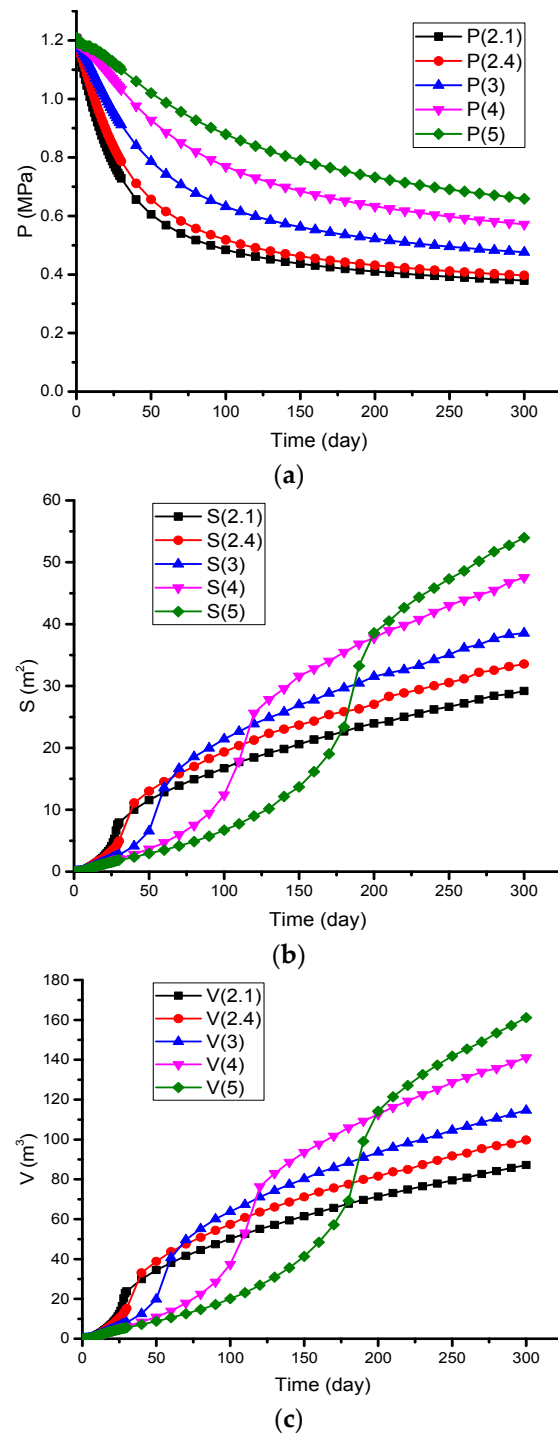 P(2.1)
P(2.4)
P(3)
P(4)
P(5)
1.2
1.0
0.8
0.6
0.4
0.2
0.0
P (MPa)
0 50 100 150 200 250 300
Time (day)
(a)
S(2.1)
S(2.4)
S(3)
S(4)
S(5)
60
50
40
30
20
10
0
S (m²)
0 50 100 150 200 250 300
Time (day)
(b)
V(2.1)
V(2.4)
V(3)
V(4)
V(5)
180
160
140
120
100
80
60
40
20
0
V (m³)
0 50 100 150 200 250 300
Time (day)
(c)